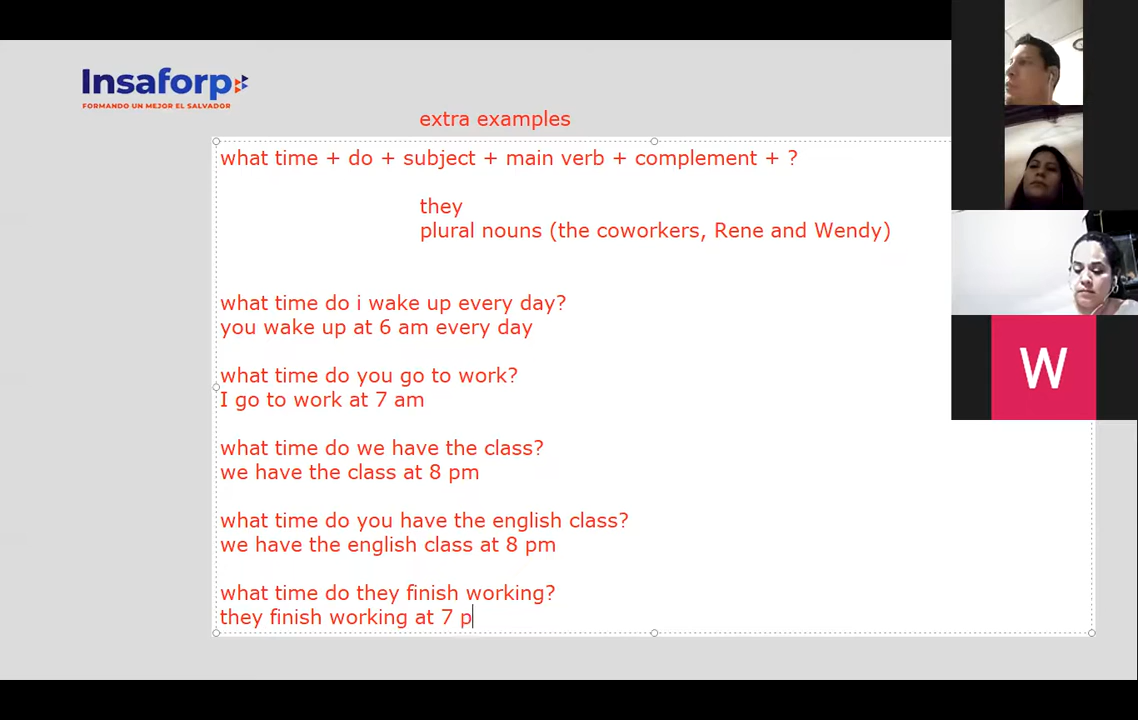 Insaforp
FORMANDO UN MEJOR EL SALVADOR
extra examples
what time + do + subject + main verb + complement + ?
they
plural nouns (the coworkers, Rene and Wendy)
what time do i wake up every day?
you wake up at 6 am every day
what time do you go to work?
I go to work at 7 am
what time do we have the class?
we have the class at 8 pm
what time do you have the english class?
we have the english class at 8 pm
what time do they finish working?
they finish working at 7 p
W